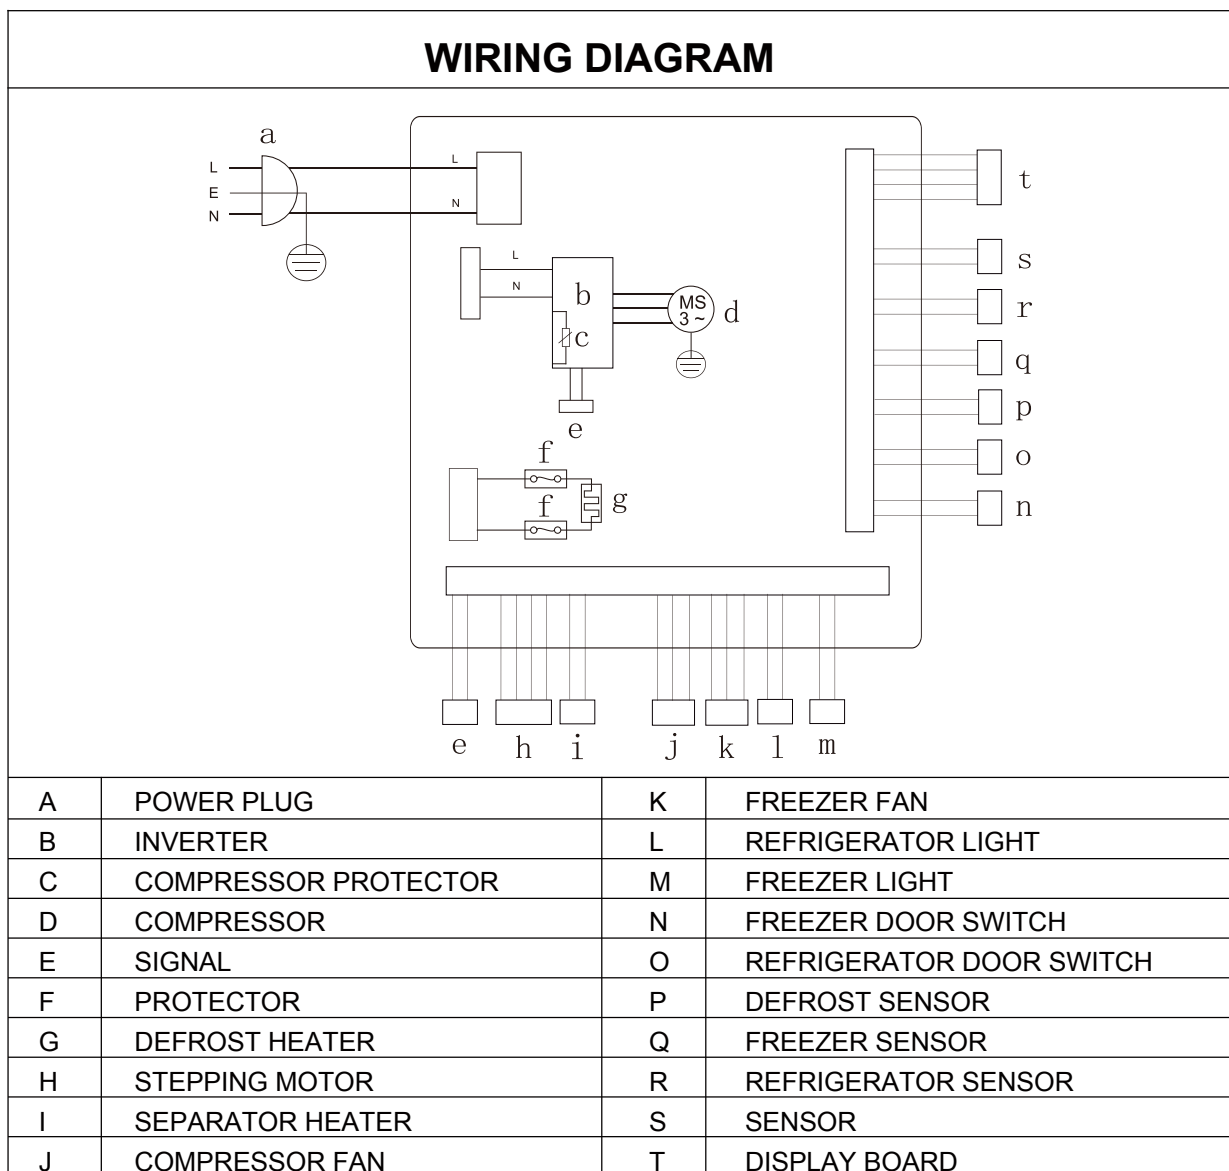 WIRING DIAGRAM
a
L
E
N
L
N
t
s
r
q
p
o
n
L
N
b
c
MS
3 ~
d
e
f
f
g
e h i j k l m
A POWER PLUG K FREEZER FAN
B INVERTER L REFRIGERATOR LIGHT
C COMPRESSOR PROTECTOR M FREEZER LIGHT
D COMPRESSOR N FREEZER DOOR SWITCH
E SIGNAL O REFRIGERATOR DOOR SWITCH
F PROTECTOR P DEFROST SENSOR
G DEFROST HEATER Q FREEZER SENSOR
H STEPPING MOTOR R REFRIGERATOR SENSOR
I SEPARATOR HEATER S SENSOR
J COMPRESSOR FAN T DISPLAY BOARD